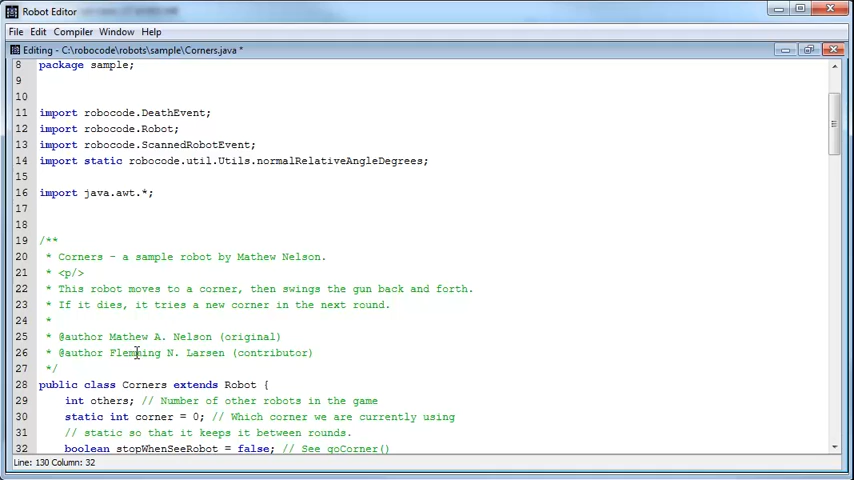 Robot Editor
File Edit Compiler Window Help
Editing - C:\robocode\robots\sample\Corners.java *
8 package sample;
9
10
11 import robocode.DeathEvent;
12 import robocode.Robot;
13 import robocode.ScannedRobotEvent;
14 import static robocode.util.Utils.normalRelativeAngleDegrees;
15
16 import java.awt.*;
17
18
19 /**
20 * Corners - a sample robot by Mathew Nelson.
21 * <p/>
22 * This robot moves to a corner, then swings the gun back and forth.
23 * If it dies, it tries a new corner in the next round.
24 *
25 * @author Mathew A. Nelson (original)
26 * @author Flemming N. Larsen (contributor)
27 */
28 public class Corners extends Robot {
29 int others; // Number of other robots in the game
30 static int corner = 0; // Which corner we are currently using
31 // static so that it keeps it between rounds.
32 boolean stopWhenSeeRobot = false; // See goCorner()
Line: 130 Column: 32